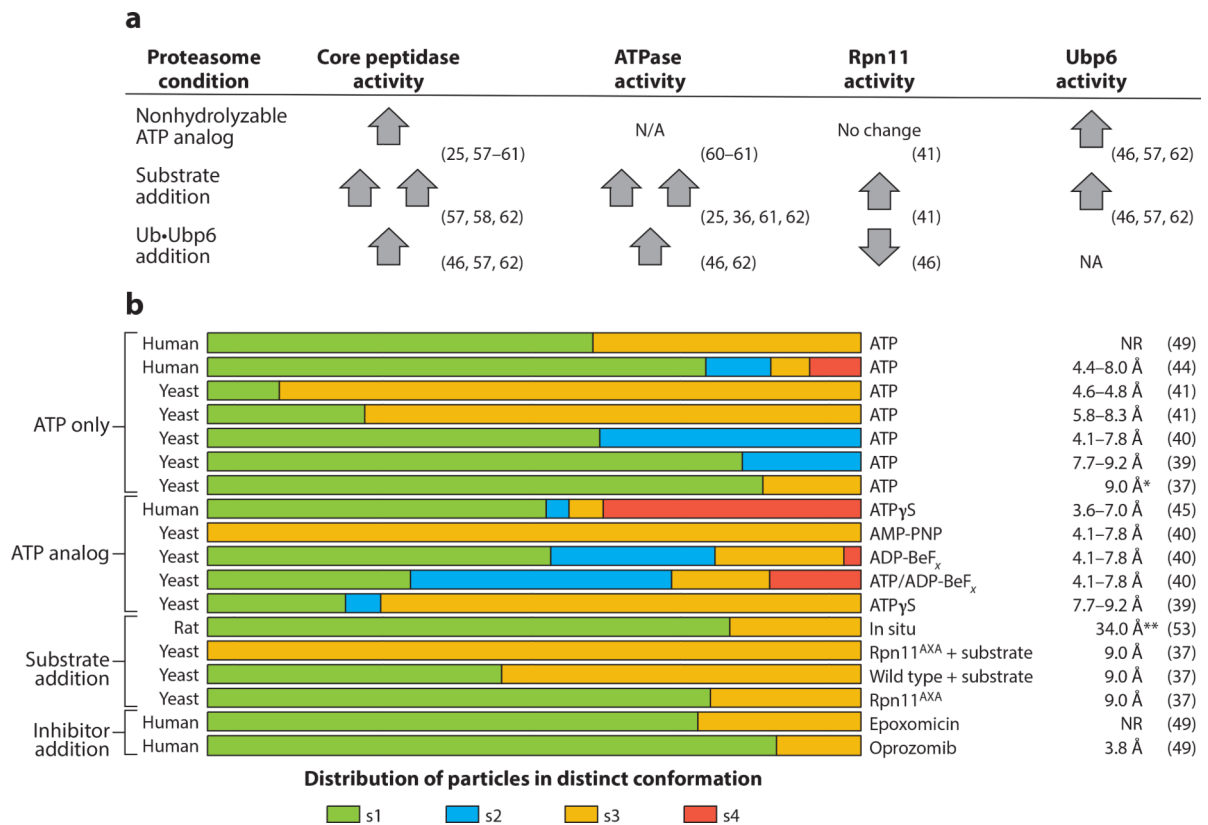 a
Proteasome condition Core peptidase activity ATPase activity Rpn11 activity Ubp6 activity
Nonhydrolyzable ATP analog (25, 57–61) N/A (60–61) No change (41) (46, 57, 62)
Substrate addition (57, 58, 62) (25, 36, 61, 62) (41) (46, 57, 62)
Ub•Ubp6 addition (46, 57, 62) (46, 62) (46) NA
b
ATP only
Human ATP NR (49)
Human ATP 4.4–8.0 Å (44)
Yeast ATP 4.6–4.8 Å (41)
Yeast ATP 5.8–8.3 Å (41)
Yeast ATP 4.1–7.8 Å (40)
Yeast ATP 7.7–9.2 Å (39)
Yeast ATP 9.0 Å* (37)
ATP analog
Human ATPγS 3.6–7.0 Å (45)
Yeast AMP-PNP 4.1–7.8 Å (40)
Yeast ADP-BeFx 4.1–7.8 Å (40)
Yeast ATP/ADP-BeFx 4.1–7.8 Å (40)
Yeast ATPγS 7.7–9.2 Å (39)
Substrate addition
Rat In situ 34.0 Å** (53)
Yeast Rpn11AXA + substrate 9.0 Å (37)
Yeast Wild type + substrate 9.0 Å (37)
Yeast Rpn11AXA 9.0 Å (37)
Inhibitor addition
Human Epoxomicin NR (49)
Human Oprozomib 3.8 Å (49)
Distribution of particles in distinct conformation
s1 s2 s3 s4